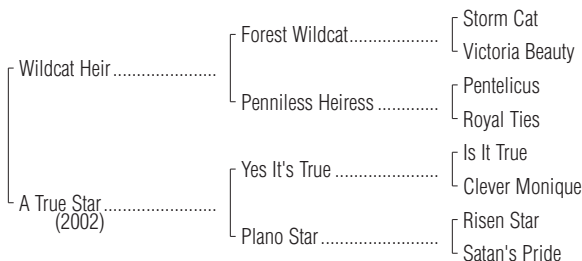 Storm Cat
Forest Wildcat....................
Victoria Beauty
Wildcat Heir.......................
Pentelicus
Penniless Heiress .............
Royal Ties
Is It True
Yes It's True ......................
Clever Monique
A True Star.........................
(2002)
Risen Star
Plano Star.........................
Satan's Pride